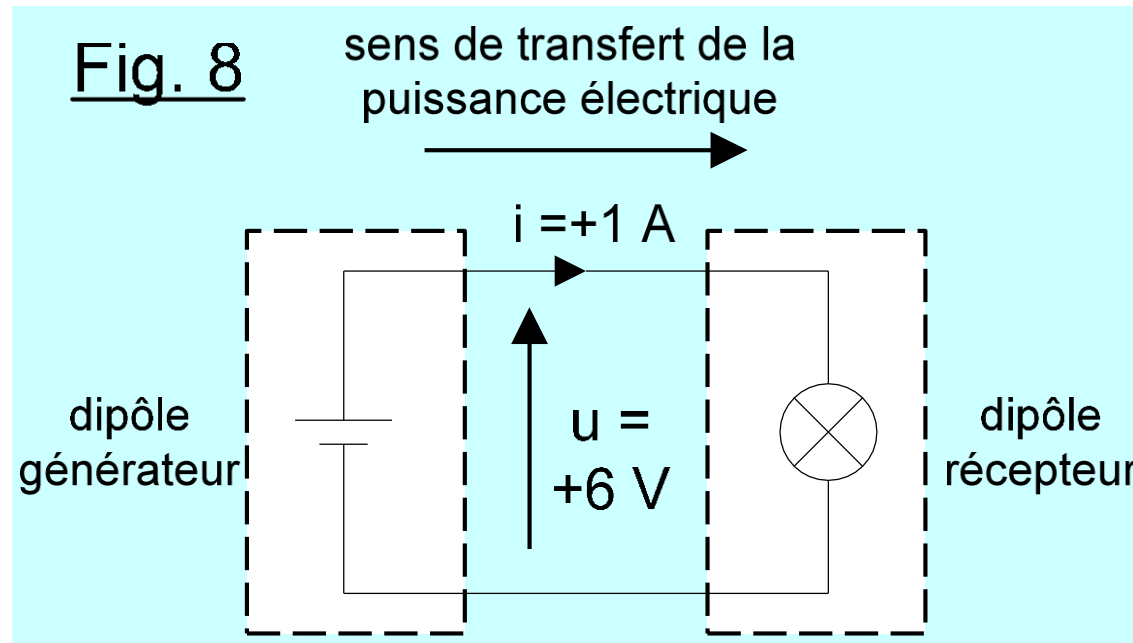 Fig. 8
sens de transfert de la
puissance électrique
i =+1 A
dipôle
générateur
u =
+6 V
dipôle
récepteur